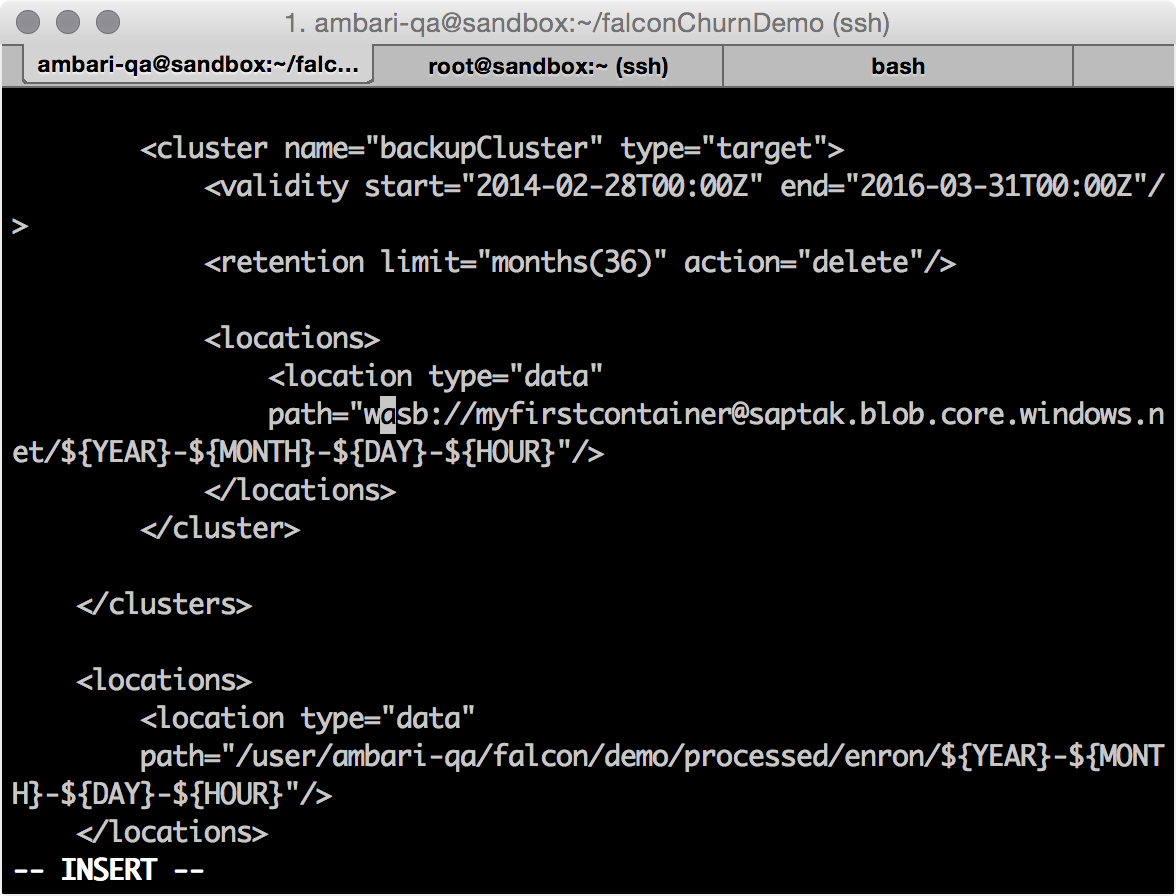 1. ambari-qa@sandbox:~/falconChurnDemo (ssh)
ambari-qa@sandbox:~/falc... root@sandbox:~ (ssh) bash
<cluster name="backupCluster" type="target">
<validity start="2014-02-28T00:00Z" end="2016-03-31T00:00Z"/
>
<retention limit="months(36)" action="delete"/>
<locations>
<location type="data"
path="wasb://myfirstcontainer@saptak.blob.core.windows.n
et/${YEAR}-${MONTH}-${DAY}-${HOUR}"/>
</locations>
</cluster>
</clusters>
<locations>
<location type="data"
path="/user/ambari-qa/falcon/demo/processed/enron/${YEAR}-${MONT
H}-${DAY}-${HOUR}"/>
</locations>
-- INSERT --